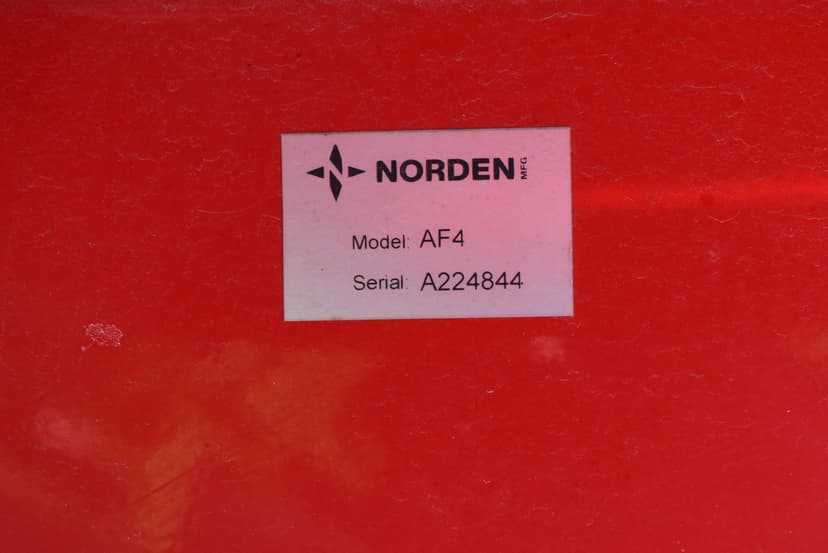 NORDEN MFG
Model: AF4
Serial: A224844